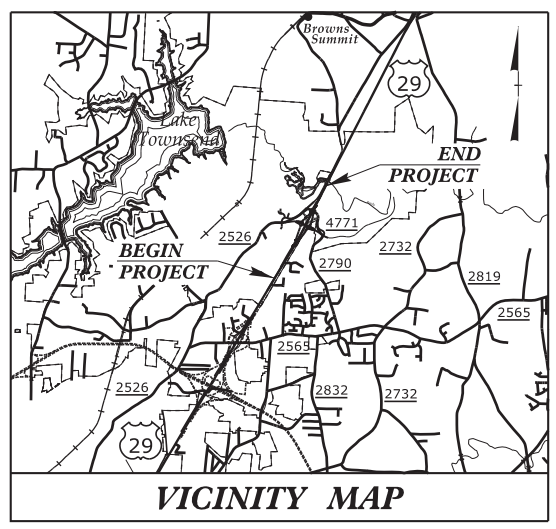 Browns
Summit
29
Lake
Townsend
END
PROJECT
4771
2526
2732
BEGIN
PROJECT
2790
2819
2565
2565
2526
2832
2732
29
VICINITY MAP